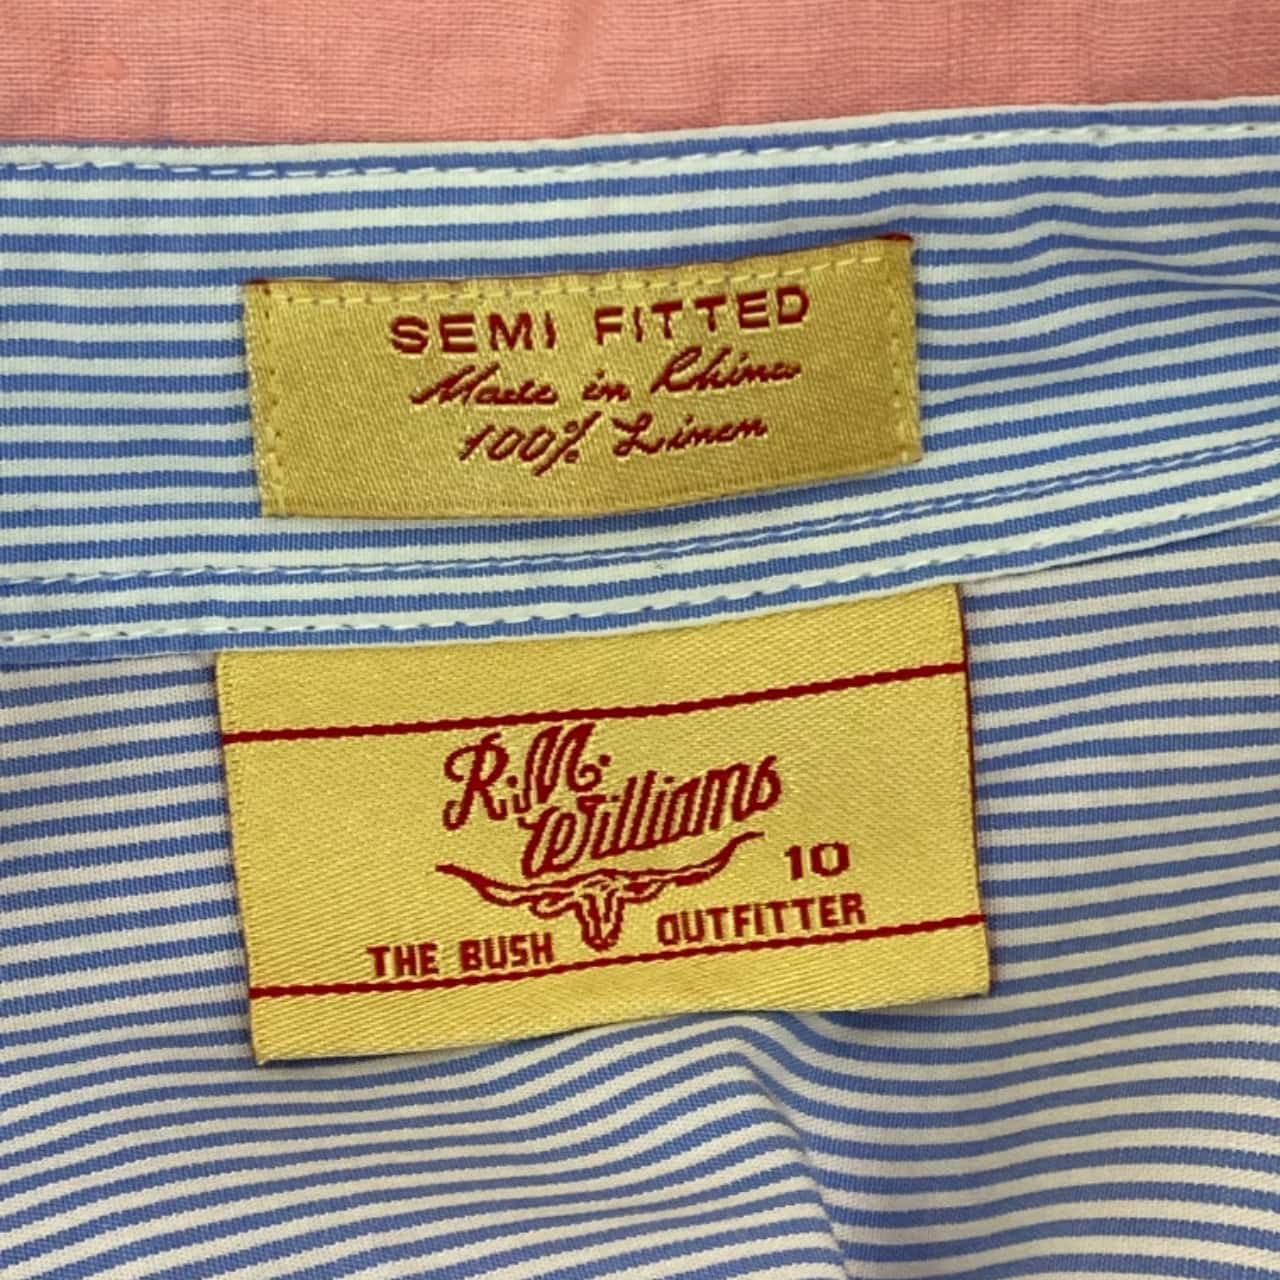 SEMI FITTED
Made in China
100% Linen
R.M.
Williams
10
THE BUSH OUTFITTER